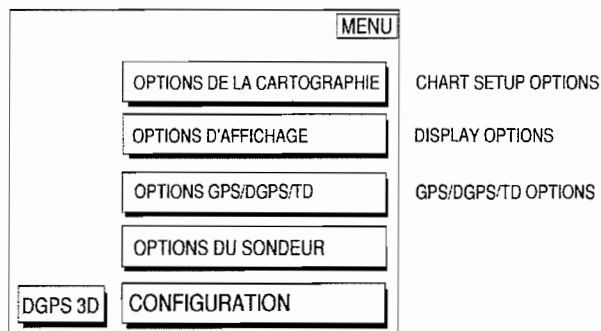 MENU
OPTIONS DE LA CARTOGRAPHIE CHART SETUP OPTIONS
OPTIONS D'AFFICHAGE DISPLAY OPTIONS
OPTIONS GPS/DGPS/TD GPS/DGPS/TD OPTIONS
OPTIONS DU SONDEUR
DGPS 3D CONFIGURATION